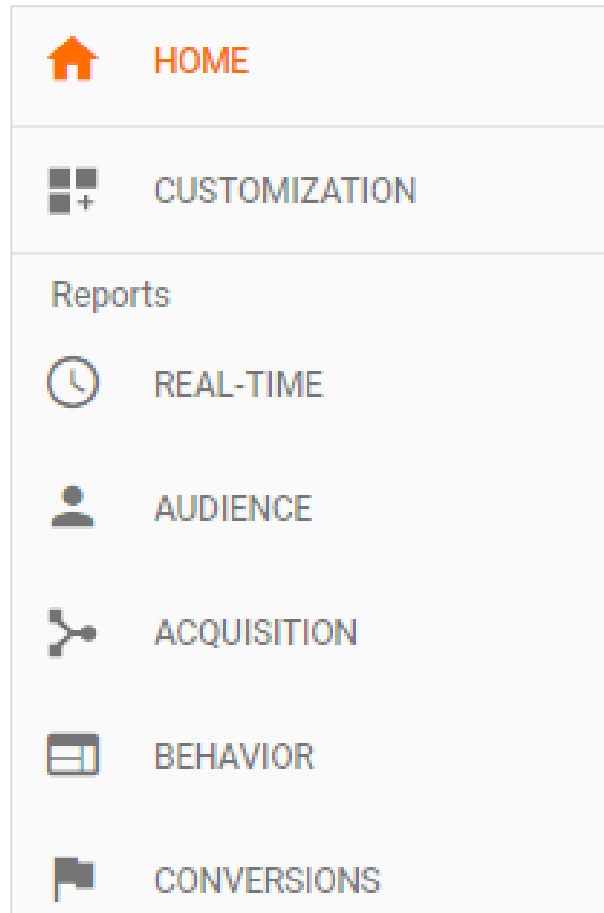 HOME
CUSTOMIZATION
Reports
REAL-TIME
AUDIENCE
ACQUISITION
BEHAVIOR
CONVERSIONS